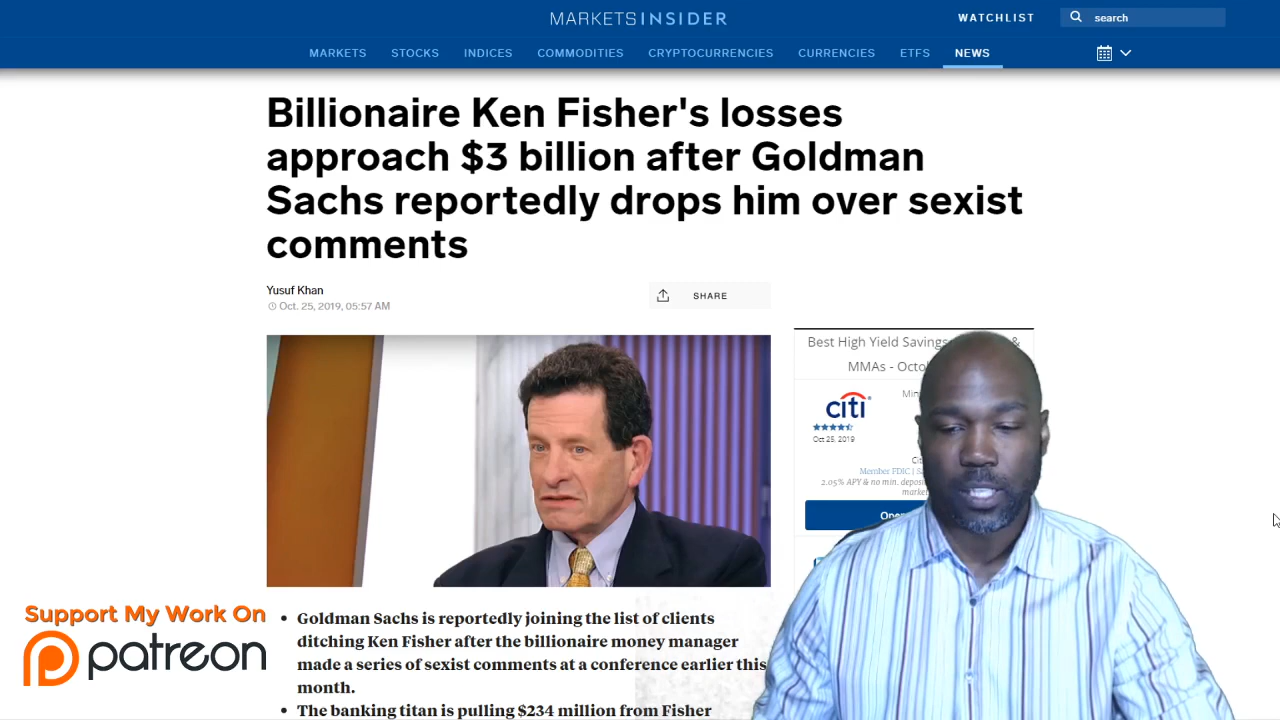 MARKETS INSIDER
WATCHLIST
search
MARKETS STOCKS INDICES COMMODITIES CRYPTOCURRENCIES CURRENCIES ETFS NEWS
Billionaire Ken Fisher's losses
approach $3 billion after Goldman
Sachs reportedly drops him over sexist
comments
Yusuf Khan
Oct. 25, 2019, 05:57 AM
SHARE
Best High Yield Savings &
MMAs -
citi
Oct 25, 2019
Member FDIC |
2.05% APY & no min.
Support My Work On
patreon
• Goldman Sachs is reportedly joining the list of clients
ditching Ken Fisher after the billionaire money manager
made a series of sexist comments at a conference earlier this
month.
• The banking titan is pulling $234 million from Fisher